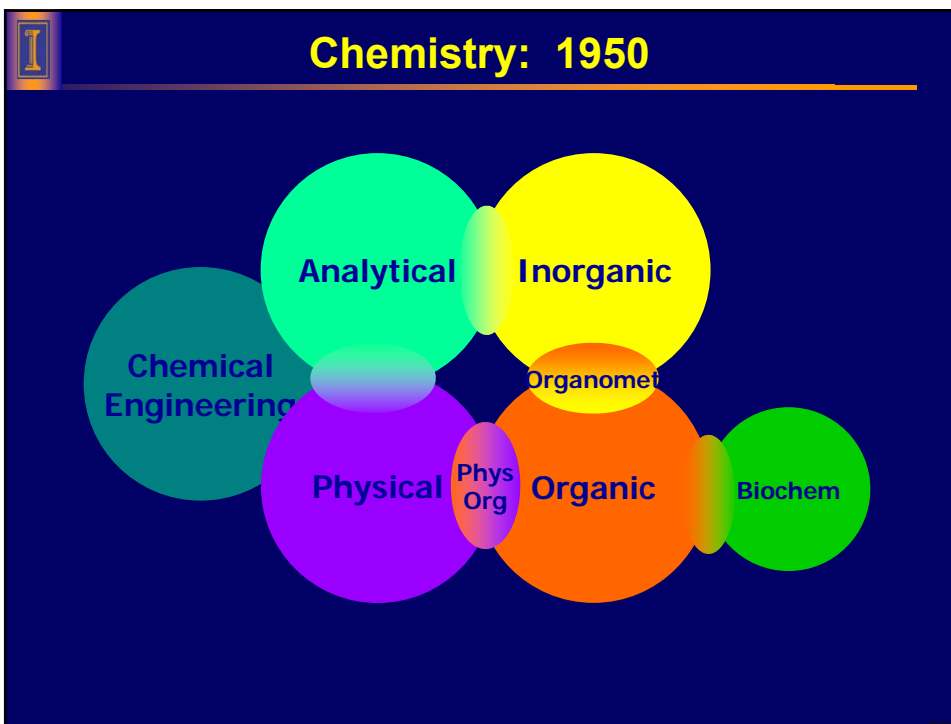 I
Chemistry: 1950
Analytical
Inorganic
Chemical
Engineering
Organomet
Physical
Phys
Org
Organic
Biochem